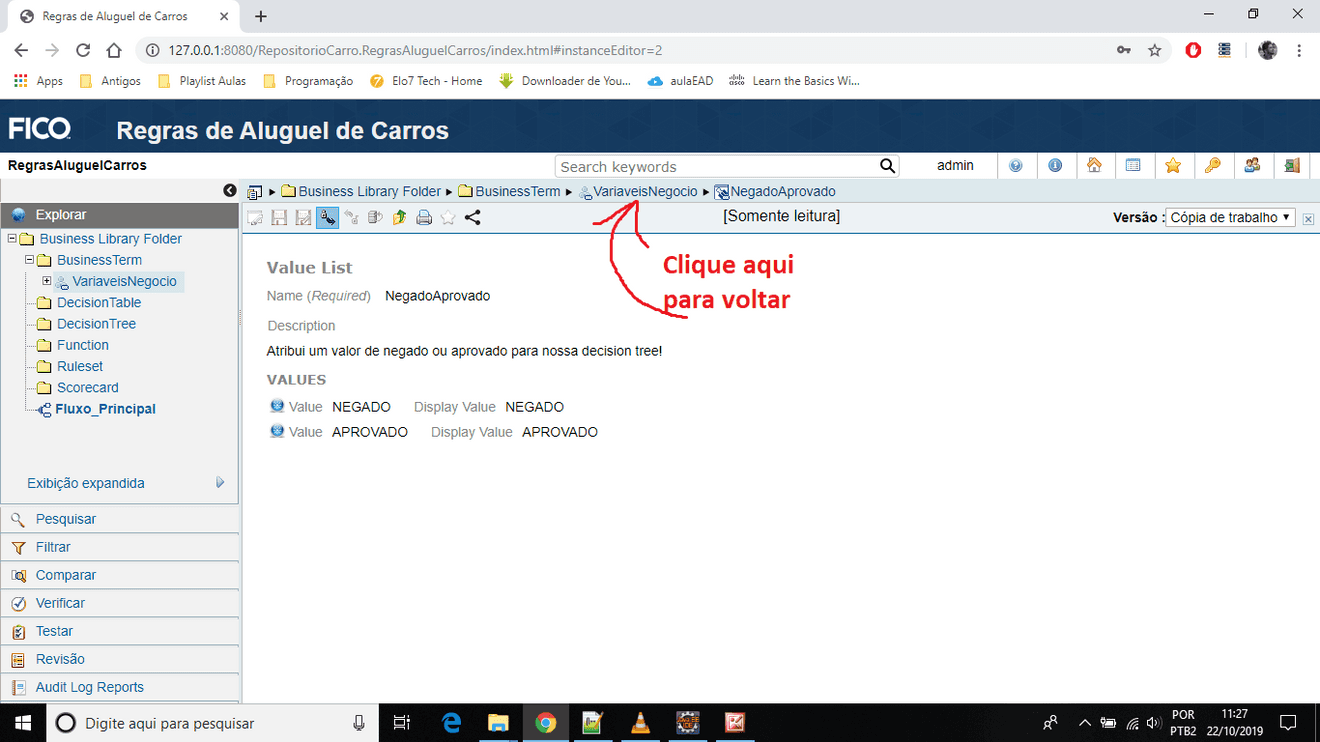 Regras de Aluguel de Carros
127.0.0.1:8080/RepositorioCarro.RegrasAluguelCarros/index.html#instanceEditor=2
Apps Antigos Playlist Aulas Programação Elo7 Tech - Home Downloader de You... aulaEAD Learn the Basics Wi...
FICO Regras de Aluguel de Carros
RegrasAluguelCarros Search keywords admin
Business Library Folder BusinessTerm VariaveisNegocio NegadoAprovado
Explorar
[Somente leitura] Versão : Cópia de trabalho
Business Library Folder
BusinessTerm
VariaveisNegocio
DecisionTable
DecisionTree
Function
Ruleset
Scorecard
Fluxo_Principal
Exibição expandida
Pesquisar
Filtrar
Comparar
Verificar
Testar
Revisão
Audit Log Reports
Value List
Name (Required) NegadoAprovado
Description
Atribui um valor de negado ou aprovado para nossa decision tree!
VALUES
Value NEGADO Display Value NEGADO
Value APROVADO Display Value APROVADO
Clique aqui
para voltar
Digite aqui para pesquisar
POR
PTB2
11:27
22/10/2019